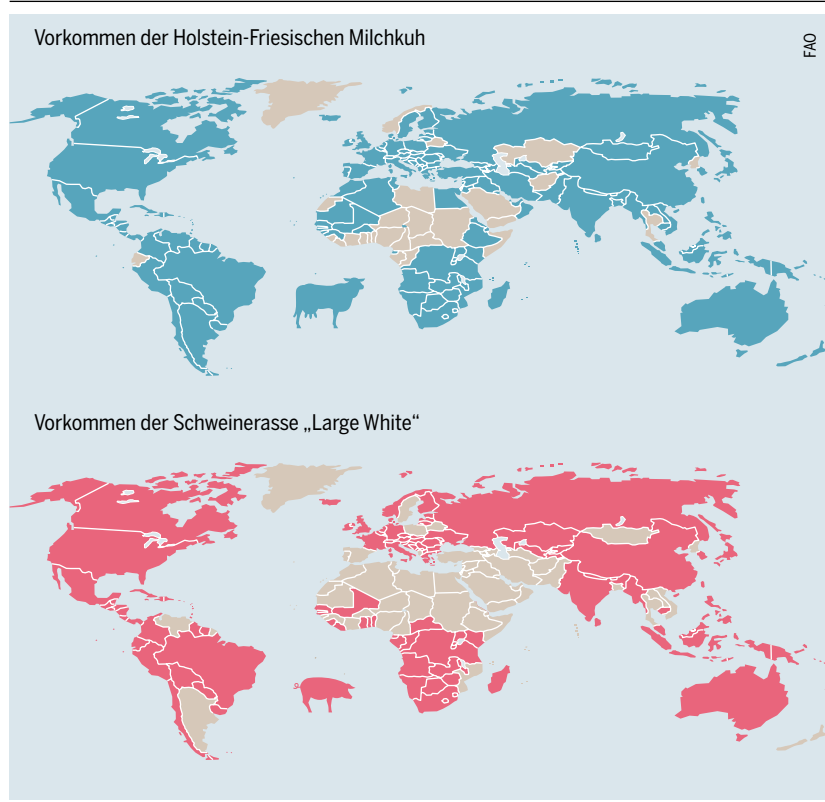 Vorkommen der Holstein-Friesischen Milchkuh
FAO
Vorkommen der Schweinerasse „Large White“